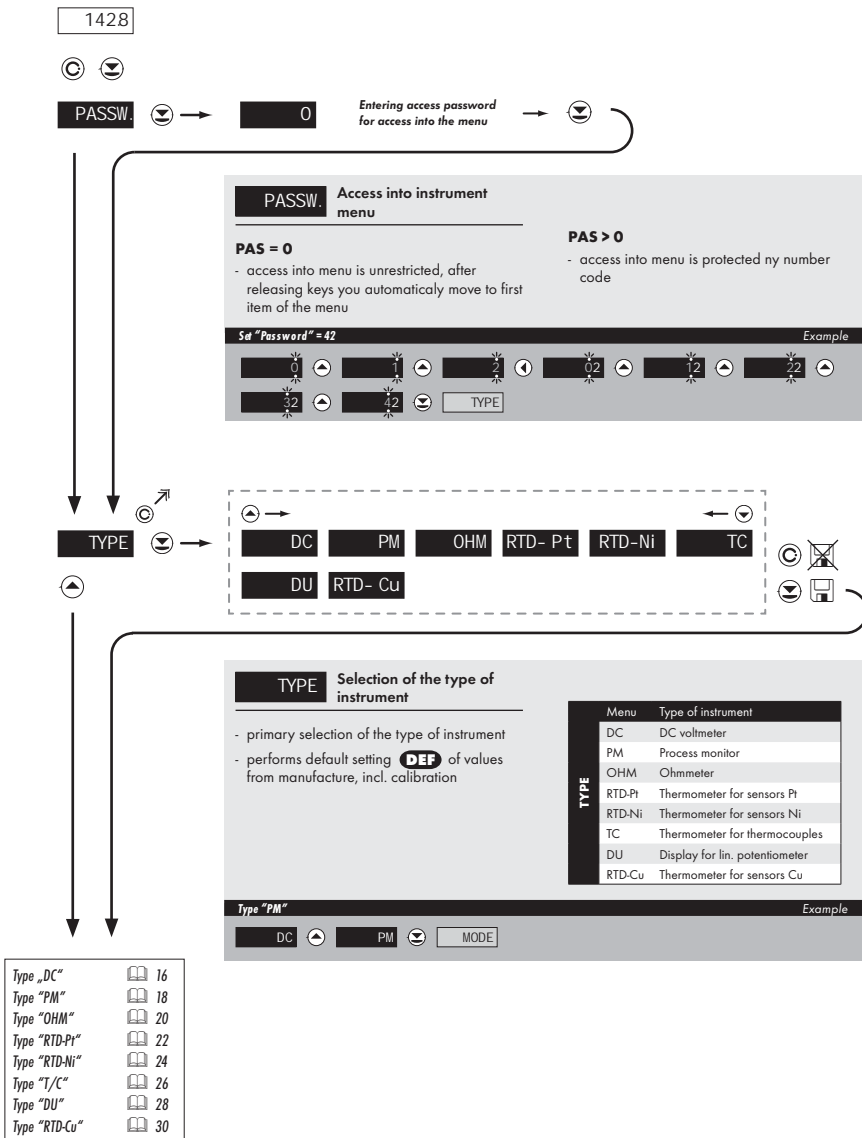 1428
PASSW.
0
Entering access password
for access into the menu
PASSW.
Access into instrument
menu
PAS = 0
- access into menu is unrestricted, after
releasing keys you automaticaly move to first
item of the menu
PAS > 0
- access into menu is protected ny number
code
Set "Password" = 42 Example
0 1 2 02 12 22
32 42 TYPE
TYPE
DC PM OHM RTD- Pt RTD-Ni TC
DU RTD- Cu
TYPE
Selection of the type of
instrument
- primary selection of the type of instrument
- performs default setting DEF of values
from manufacture, incl. calibration
TYPE
Menu Type of instrument
DC DC voltmeter
PM Process monitor
OHM Ohmmeter
RTD-Pt Thermometer for sensors Pt
RTD-Ni Thermometer for sensors Ni
TC Thermometer for thermocouples
DU Display for lin. potentiometer
RTD-Cu Thermometer for sensors Cu
Type "PM" Example
DC PM MODE
Type „DC" 16
Type "PM" 18
Type "OHM" 20
Type "RTD-Pt" 22
Type "RTD-Ni" 24
Type "T/C" 26
Type "DU" 28
Type "RTD-Cu" 30